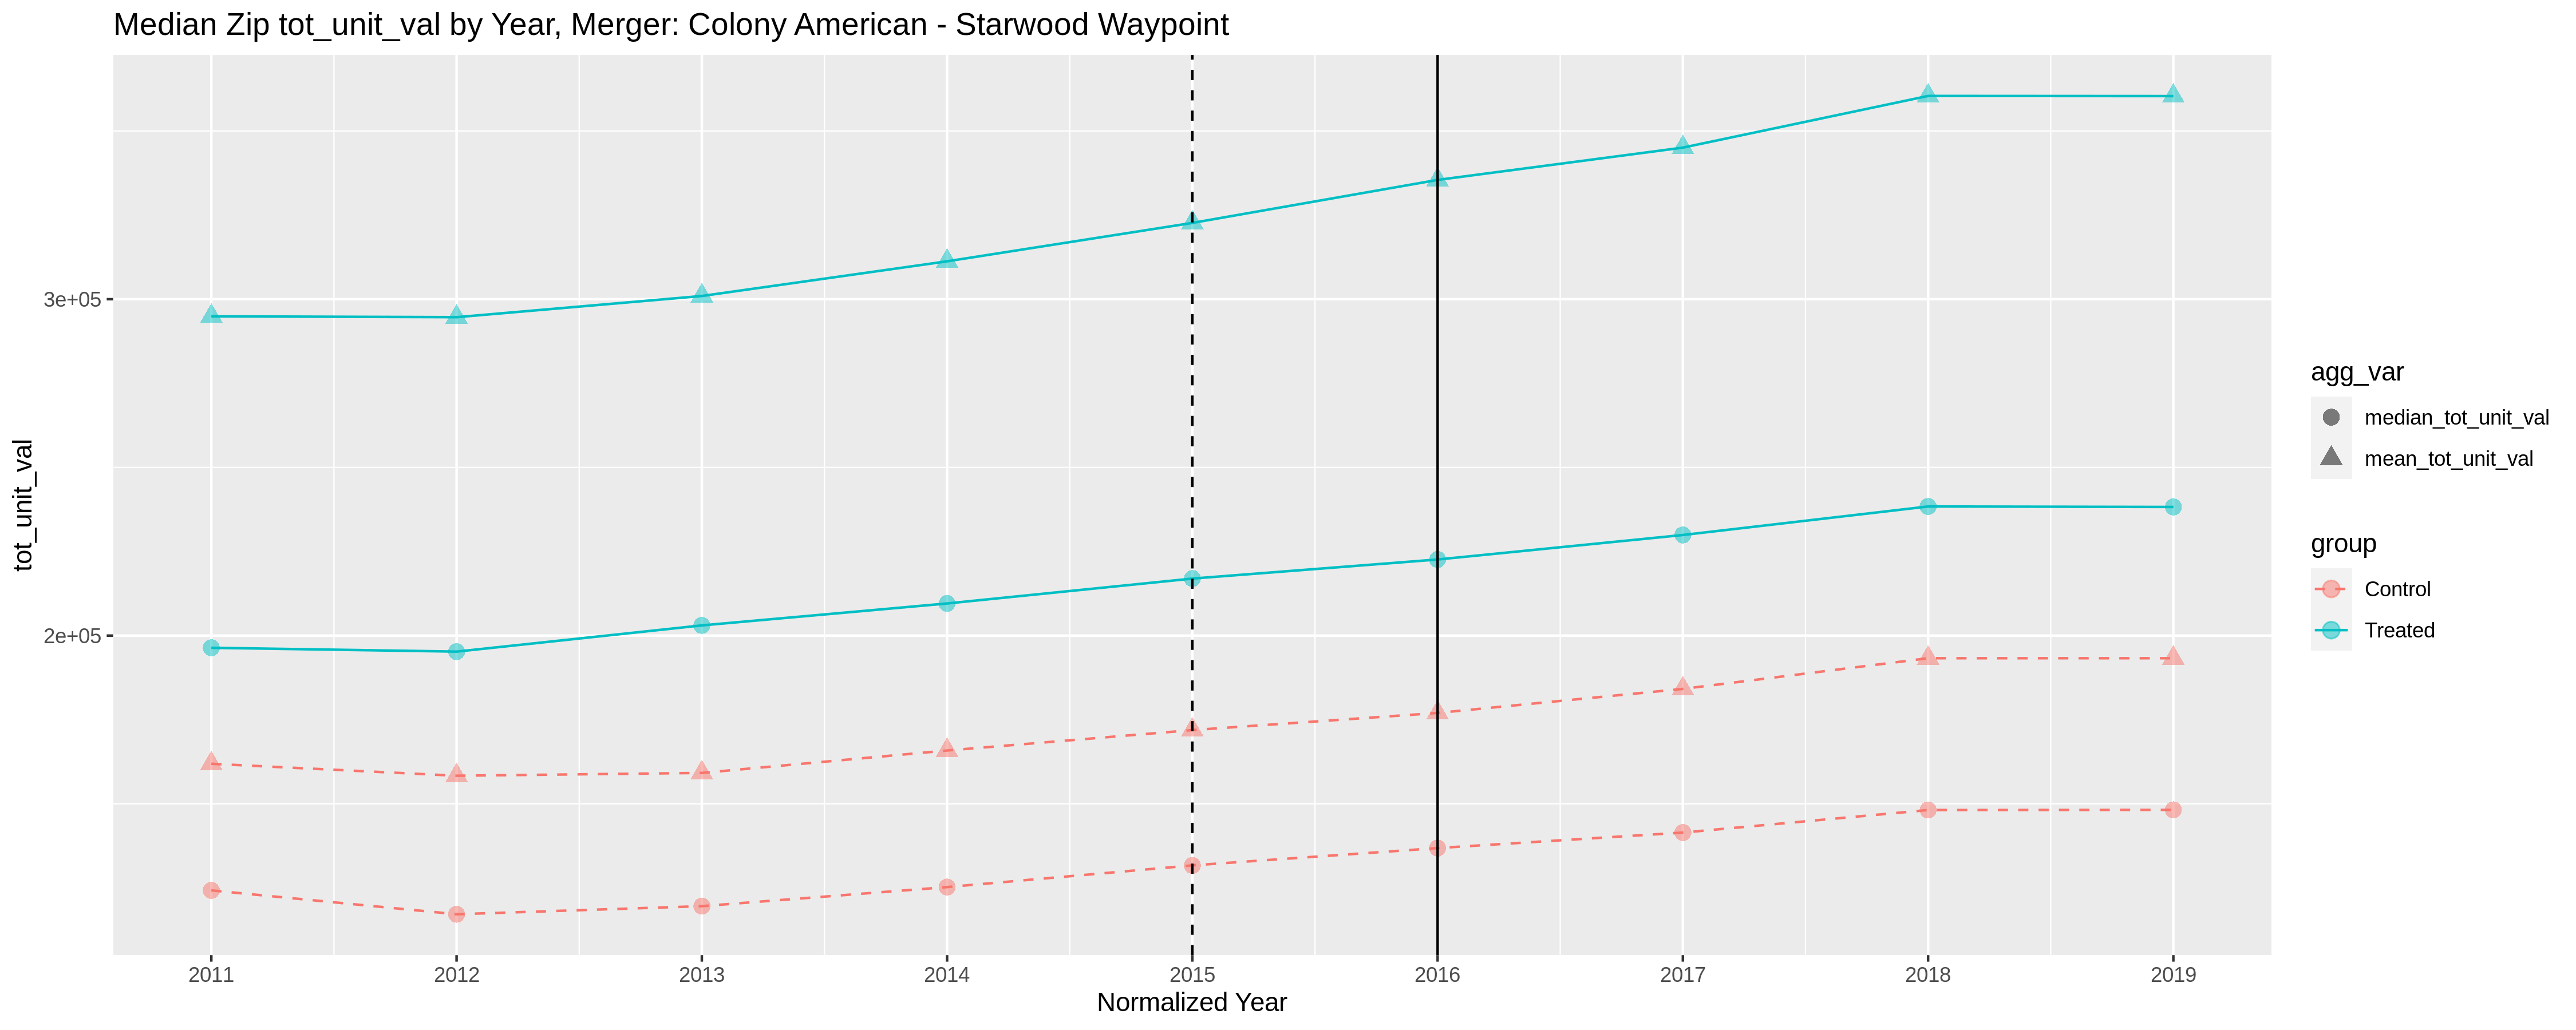 Median Zip tot_unit_val by Year, Merger: Colony American - Starwood Waypoint
tot_unit_val
3e+05
2e+05
2011 2012 2013 2014 2015 2016 2017 2018 2019
Normalized Year
agg_var
median_tot_unit_val
mean_tot_unit_val
group
Control
Treated